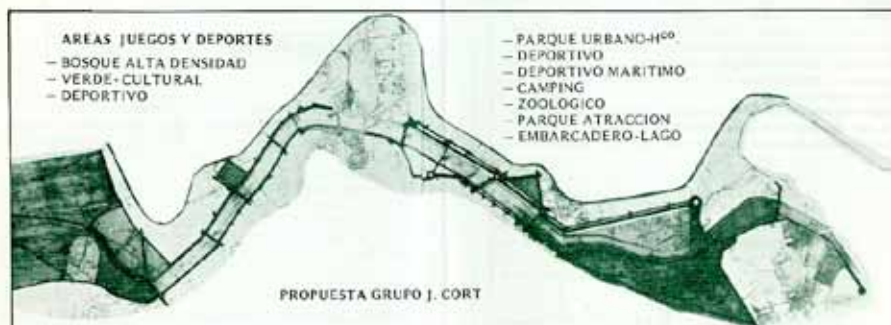 AREAS JUEGOS Y DEPORTES
— BOSQUE ALTA DENSIDAD
— VERDE-CULTURAL
— DEPORTIVO
— PARQUE URBANO-Hᶜᴼ.
— DEPORTIVO
— DEPORTIVO MARITIMO
— CAMPING
— ZOOLOGICO
PARQUE ATRACCION
— EMBARCADERO-LAGO
PROPUESTA GRUPO J. CORT